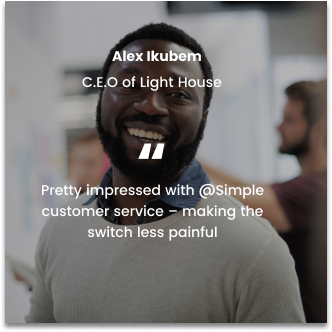 Alex Ikubem
C.E.O of Light House
"
Pretty impressed with @Simple
customer service – making the
switch less painful